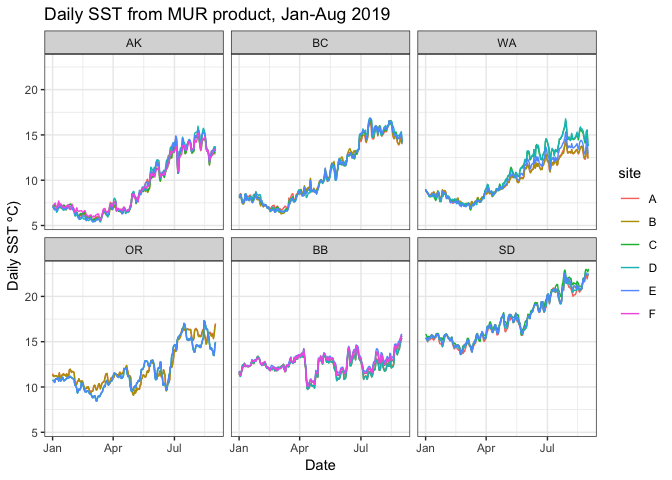 Daily SST from MUR product, Jan-Aug 2019
AK BC WA
20
15
10
5
OR BB SD
20
15
10
5
Jan Apr Jul Jan Apr Jul Jan Apr Jul
Date
Daily SST °C)
site
A
B
C
D
E
F